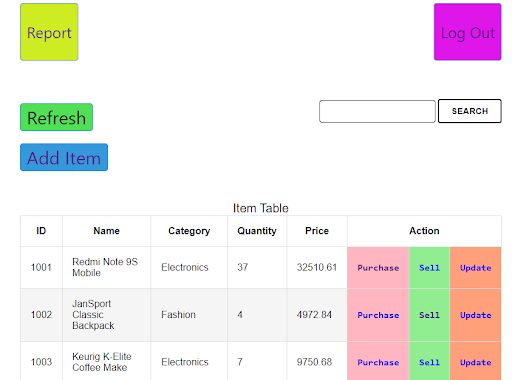 Report
Log Out
Refresh
SEARCH
Add Item
Item Table
ID Name Category Quantity Price Action
1001 Redmi Note 9S Mobile Electronics 37 32510.61 Purchase Sell Update
1002 JanSport Classic Backpack Fashion 4 4972.84 Purchase Sell Update
1003 Keurig K-Elite Coffee Make Electronics 7 9750.68 Purchase Sell Update